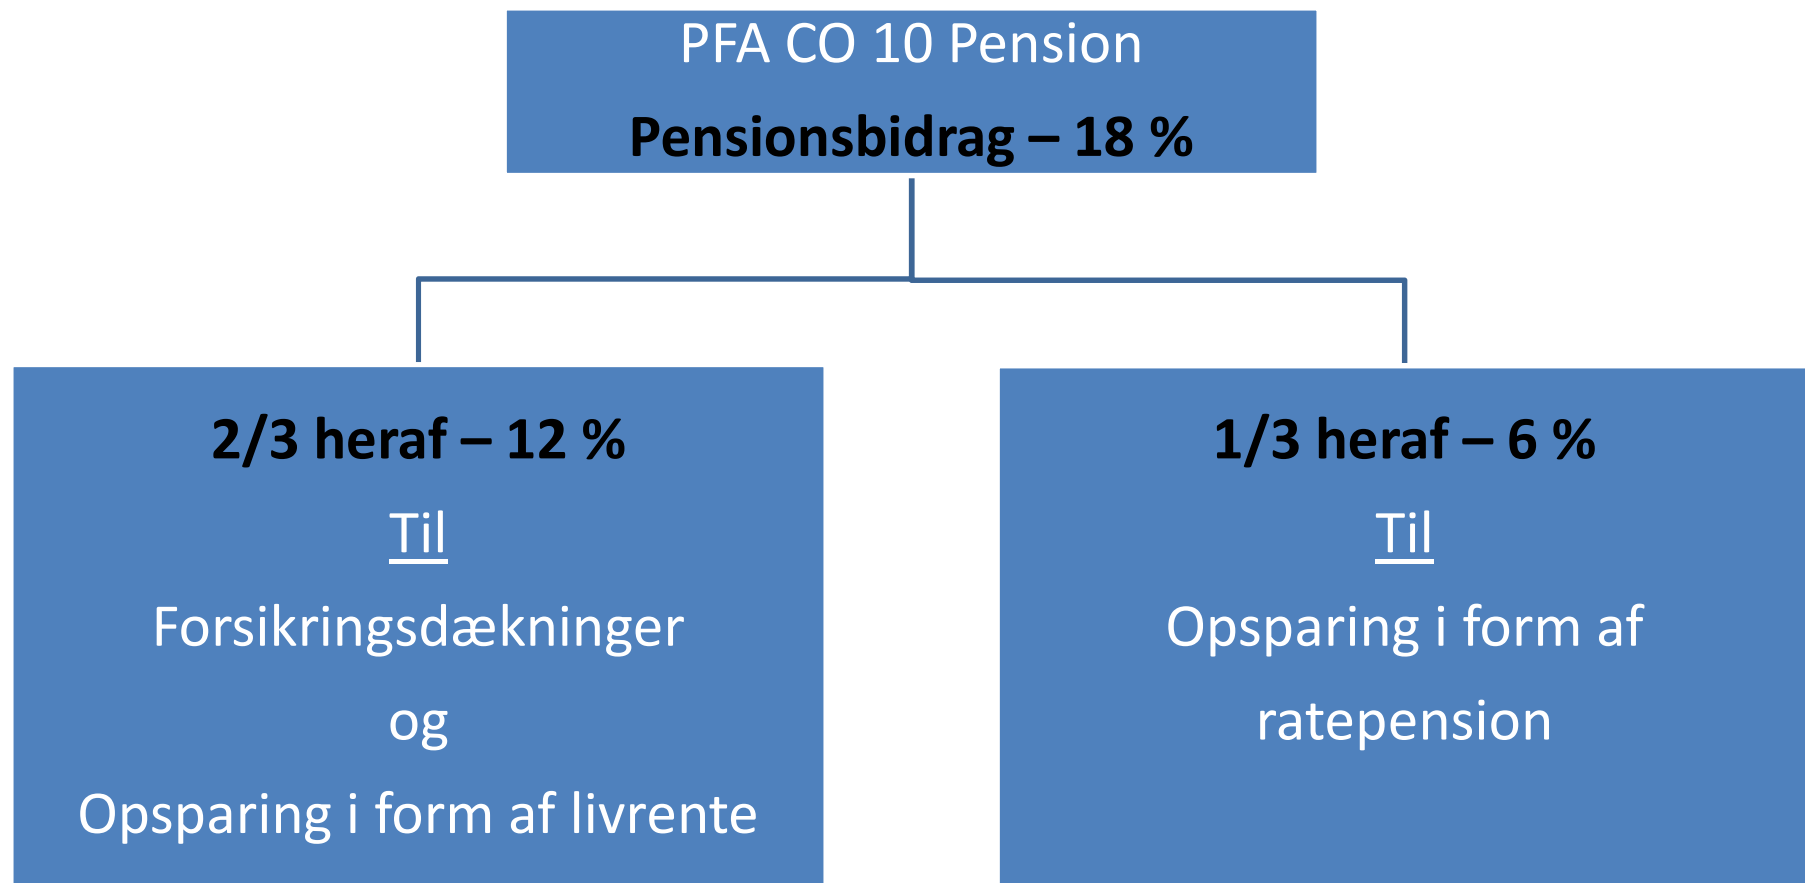 PFA CO 10 Pension
Pensionsbidrag – 18 %
2/3 heraf – 12 %
Til
Forsikringsdækninger
og
Opsparing i form af livrente
1/3 heraf – 6 %
Til
Opsparing i form af
ratepension